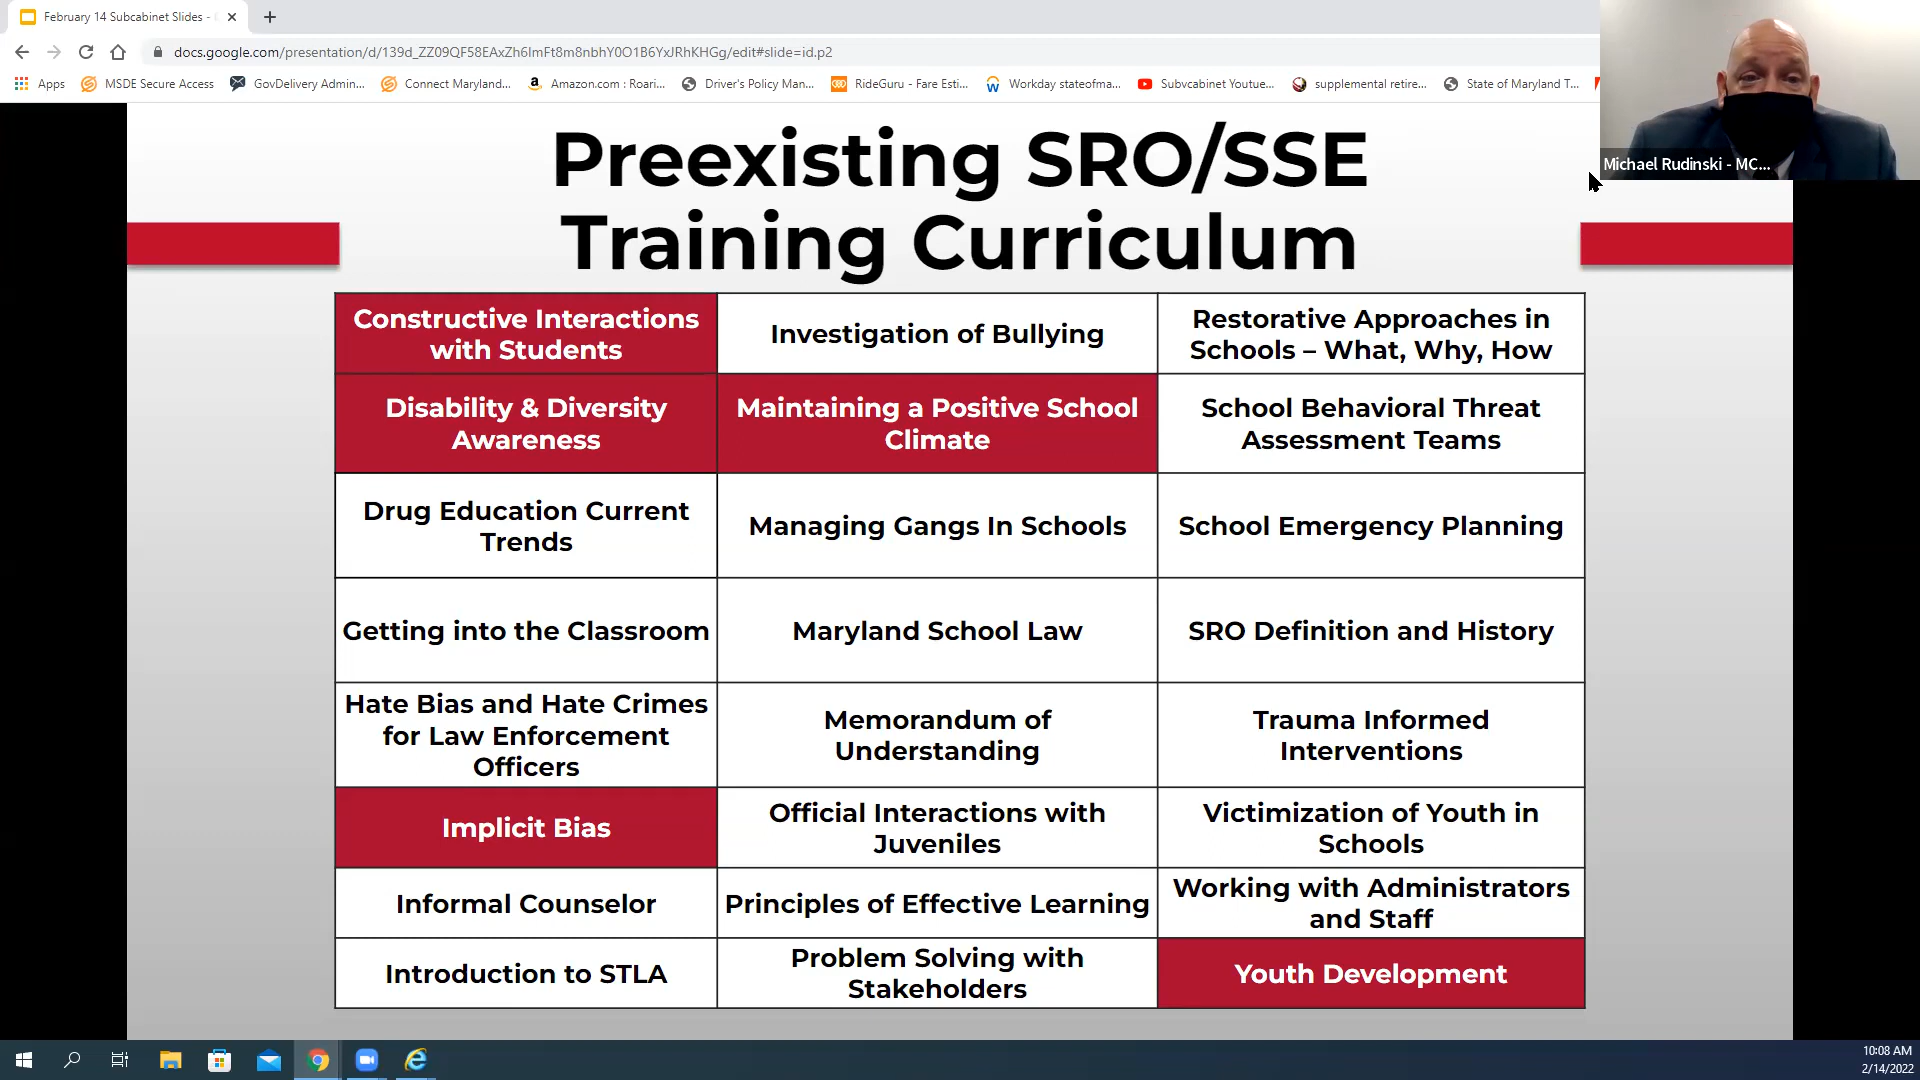 February 14 Subcabinet Slides -
docs.google.com/presentation/d/139d_ZZ09QF58EAxZh6lmFt8m8nbhY0O1B6YxJRhKHGg/edit#slide=id.p2
Apps
MSDE Secure Access
GovDelivery Admin...
Connect Maryland...
Amazon.com : Roari...
Driver's Policy Man...
RideGuru - Fare Esti...
Workday stateofma...
Subvcabinet Youtue...
supplemental retire...
State of Maryland T...
Michael Rudinski - MC...
Preexisting SRO/SSE
Training Curriculum
Constructive Interactions
with Students
Investigation of Bullying
Restorative Approaches in
Schools – What, Why, How
Disability & Diversity
Awareness
Maintaining a Positive School
Climate
School Behavioral Threat
Assessment Teams
Drug Education Current
Trends
Managing Gangs In Schools
School Emergency Planning
Getting into the Classroom
Maryland School Law
SRO Definition and History
Hate Bias and Hate Crimes
for Law Enforcement
Officers
Memorandum of
Understanding
Trauma Informed
Interventions
Implicit Bias
Official Interactions with
Juveniles
Victimization of Youth in
Schools
Informal Counselor
Principles of Effective Learning
Working with Administrators
and Staff
Introduction to STLA
Problem Solving with
Stakeholders
Youth Development
10:08 AM
2/14/2022